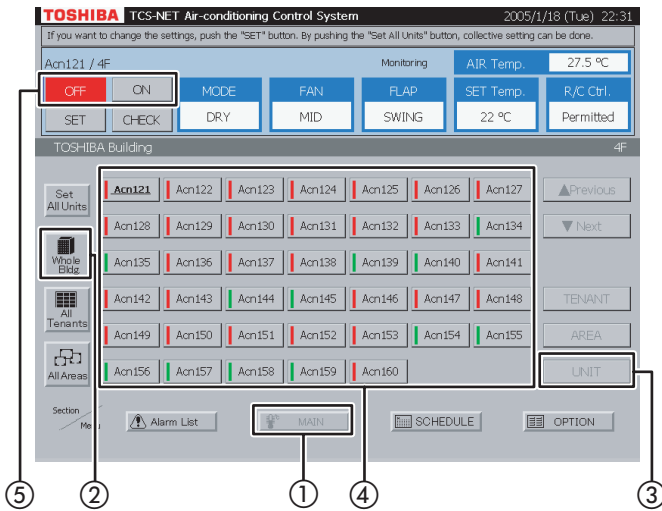 TOSHIBA TCS-NET Air-conditioning Control System 2005/1/18 (Tue) 22:31
If you want to change the settings, push the "SET" button. By pushing the "Set All Units" button, collective setting can be done.
Acn121 / 4F Monitoring AIR Temp. 27.5 °C
OFF ON MODE FAN FLAP SET Temp. R/C Ctrl.
SET CHECK DRY MID SWING 22 °C Permitted
TOSHIBA Building 4F
Set All Units Acn121 Acn122 Acn123 Acn124 Acn125 Acn126 Acn127 ▲Previous
Acn128 Acn129 Acn130 Acn131 Acn132 Acn133 Acn134 ▼Next
Whole Bldg. Acn135 Acn136 Acn137 Acn138 Acn139 Acn140 Acn141
All Tenants Acn142 Acn143 Acn144 Acn145 Acn146 Acn147 Acn148 TENANT
Acn149 Acn150 Acn151 Acn152 Acn153 Acn154 Acn155 AREA
All Areas Acn156 Acn157 Acn158 Acn159 Acn160 UNIT
Section Menu Alarm List MAIN SCHEDULE OPTION
⑤ ② ① ④ ③